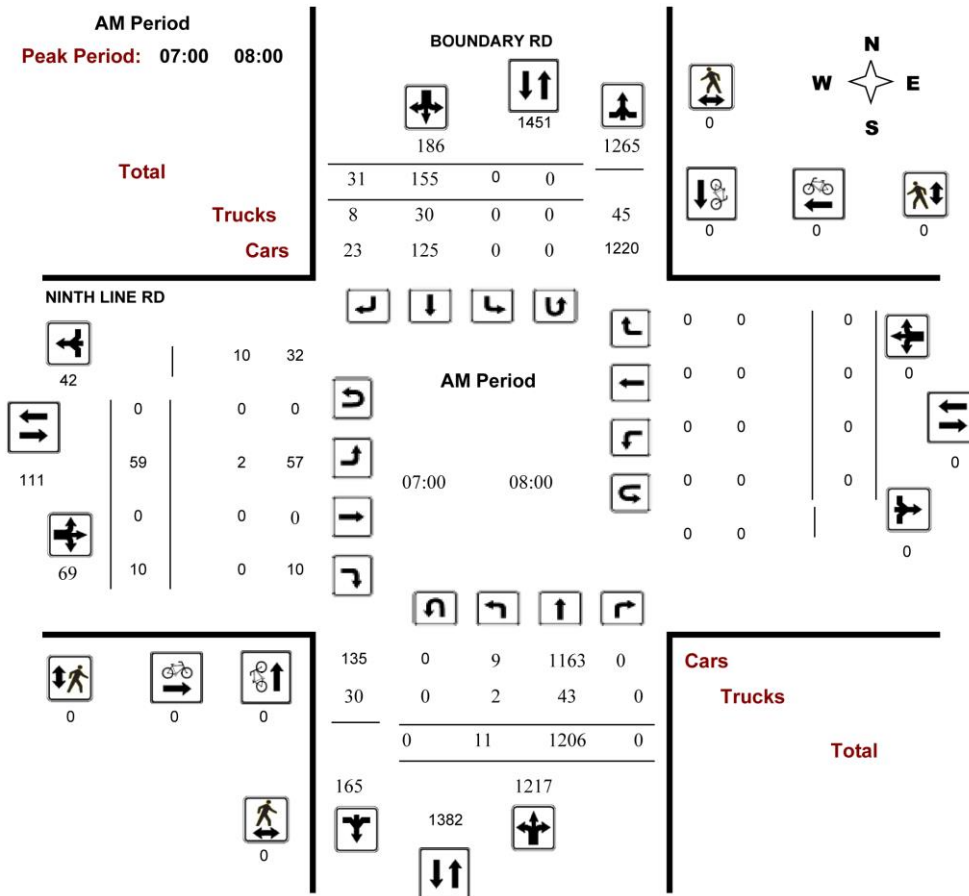 AM Period
Peak Period: 07:00 08:00
BOUNDARY RD
N
W E
S
1451
0
186
1265
Total
31 155 0 0
Trucks
8 30 0 0 45
Cars
23 125 0 0 1220
0 0 0
NINTH LINE RD
10 32
42
0 0 0
59 2 57
111
0 0 0
69
10 0 10
AM Period
07:00 08:00
0 0 0
0
0 0 0
0 0 0
0
0 0 0
0 0
0
135 0 9 1163 0
Cars
30 0 2 43 0
Trucks
0 0 0
0 11 1206 0
Total
165
1217
1382
0